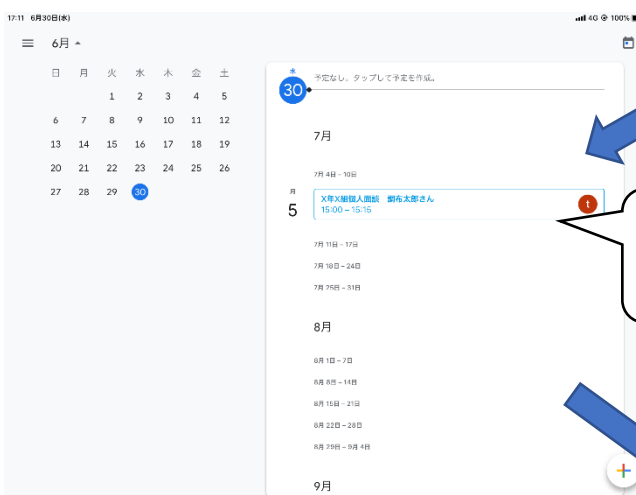 17:11 6月30日(水)
4G 100%
6月
日 月 火 水 木 金 土
1 2 3 4 5
6 7 8 9 10 11 12
13 14 15 16 17 18 19
20 21 22 23 24 25 26
27 28 29 30
水
30
予定なし。タップして予定を作成。
7月
7月 4日 – 10日
月
5
X年X組個人面談 調布太郎さん
15:00 – 15:15
t
7月 11日 – 17日
7月 18日 – 24日
7月 25日 – 31日
8月
8月 1日 – 7日
8月 8日 – 14日
8月 15日 – 21日
8月 22日 – 28日
8月 29日 – 9月 4日
9月